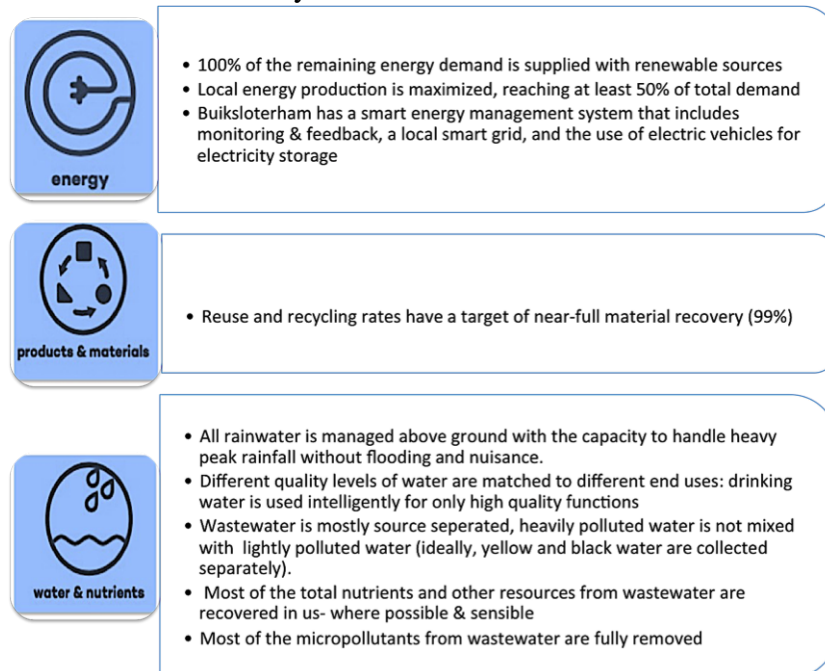 • 100% of the remaining energy demand is supplied with renewable sources
• Local energy production is maximized, reaching at least 50% of total demand
• Buiksloterham has a smart energy management system that includes
monitoring & feedback, a local smart grid, and the use of electric vehicles for
electricity storage
energy
• Reuse and recycling rates have a target of near-full material recovery (99%)
products & materials
• All rainwater is managed above ground with the capacity to handle heavy
peak rainfall without flooding and nuisance.
• Different quality levels of water are matched to different end uses: drinking
water is used intelligently for only high quality functions
• Wastewater is mostly source seperated, heavily polluted water is not mixed
with lightly polluted water (ideally, yellow and black water are collected
separately).
• Most of the total nutrients and other resources from wastewater are
recovered in us- where possible & sensible
• Most of the micropollutants from wastewater are fully removed
water & nutrients